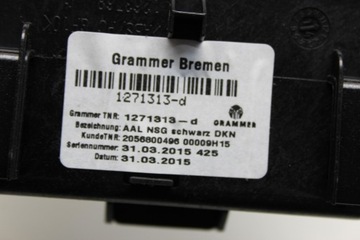 Grammer Bremen
1271313-d
Grammer TNR: 1271313-d
Bezeichnung: AAL NSG schwarz DKN
KundeTNR: 2056800496 00009H15
Seriennummer: 31.03.2015 425
Datum: 31.03.2015
GRAMMER